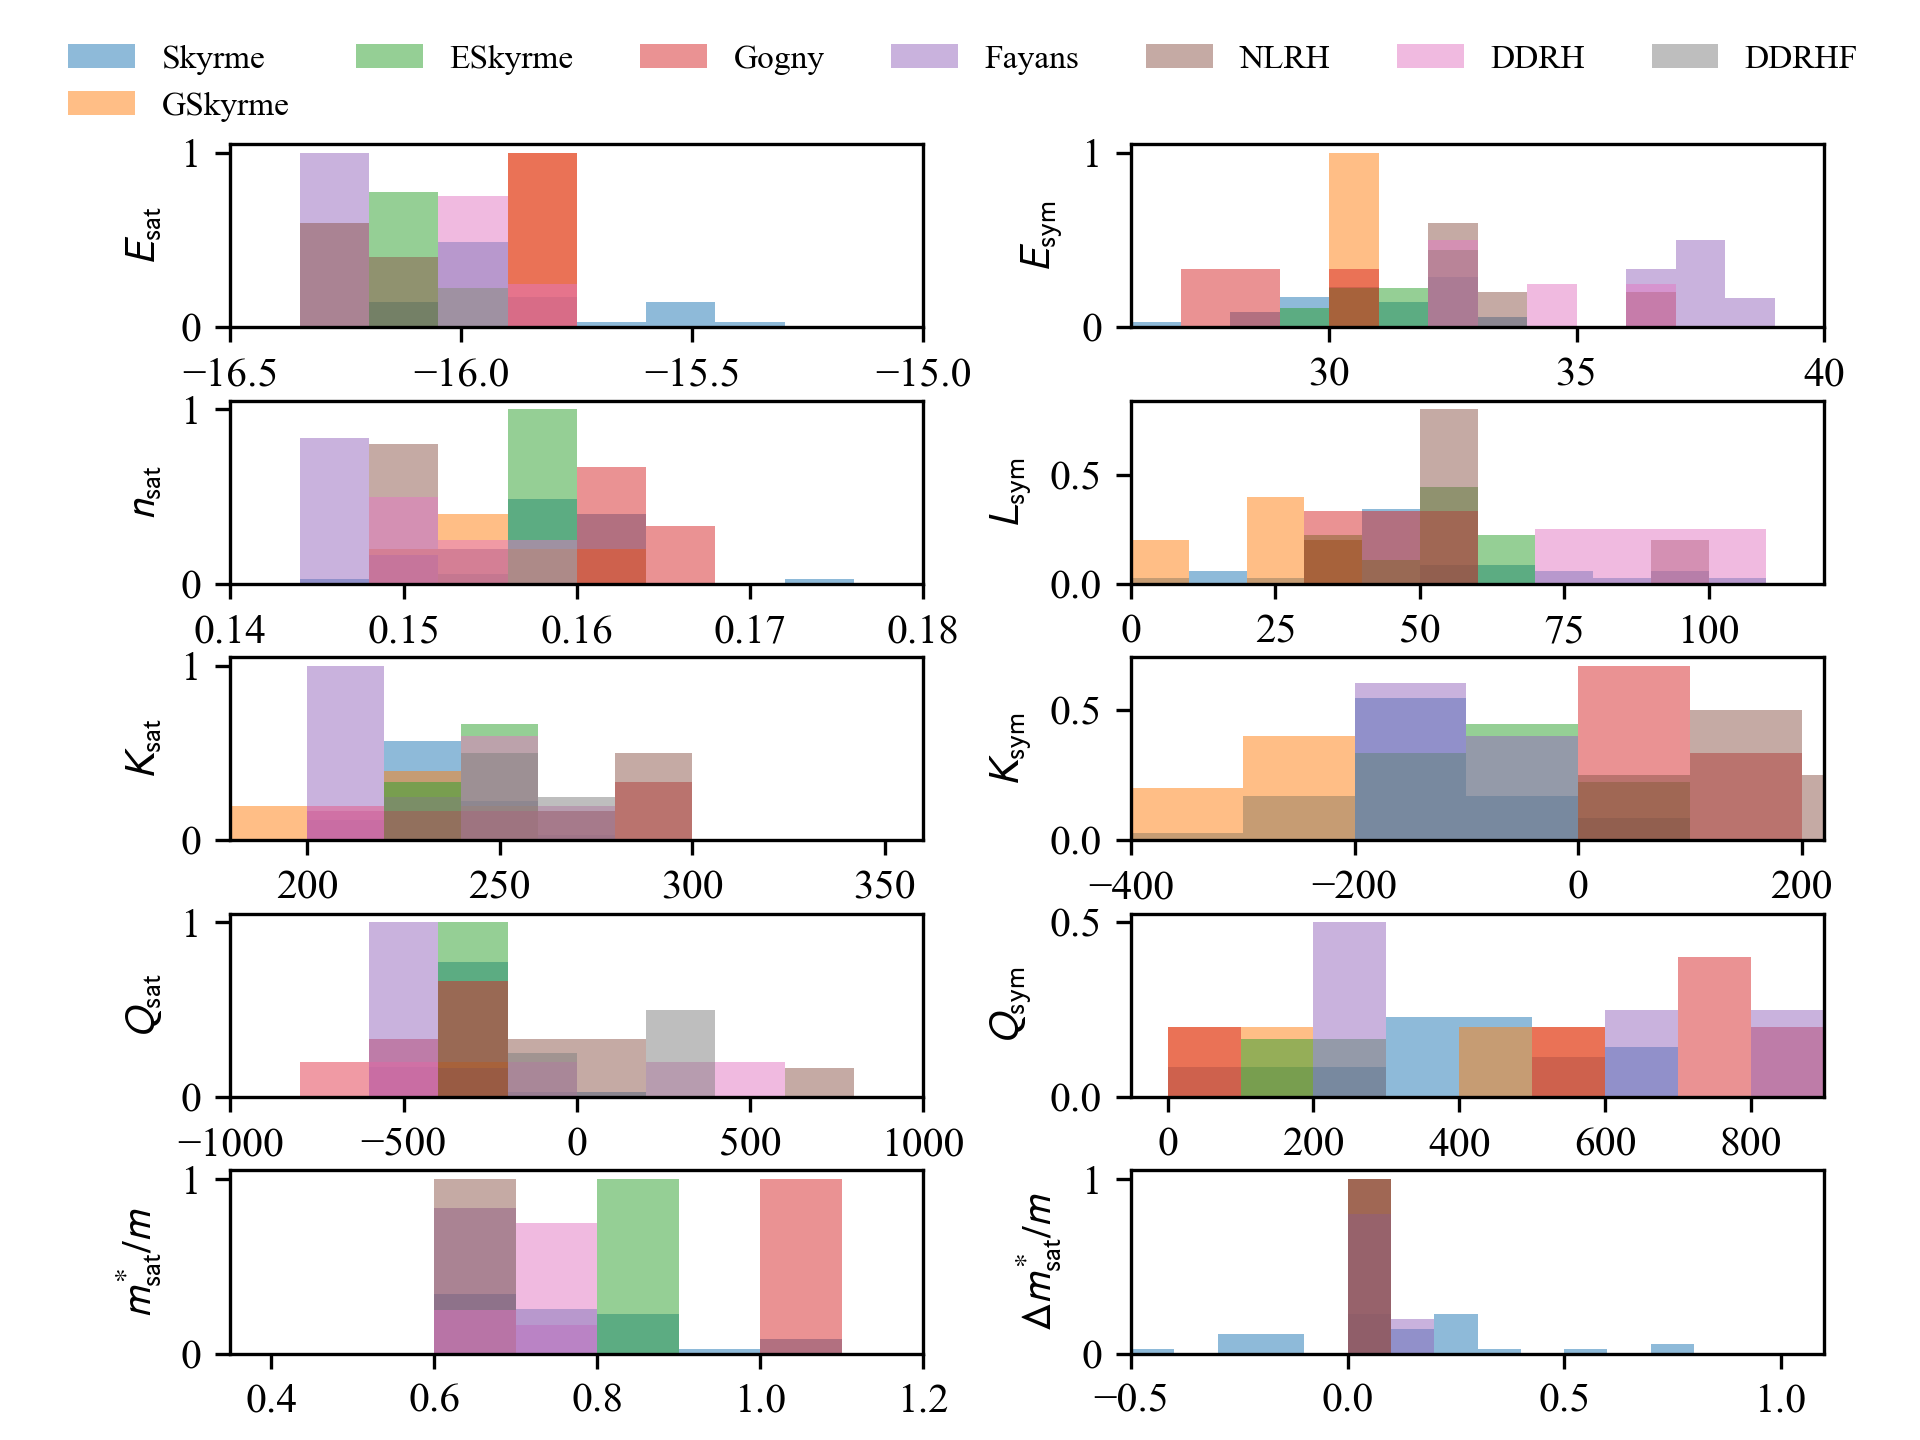 Skyrme ESkyrme Gogny Fayans NLRH DDRH DDRHF
GSkyrme
E_sat
1
0
−16.5 −16.0 −15.5 −15.0
E_sym
1
0
30 35 40
n_sat
1
0
0.14 0.15 0.16 0.17 0.18
L_sym
0.5
0.0
0 25 50 75 100
K_sat
1
0
200 250 300 350
K_sym
0.5
0.0
−400 −200 0 200
Q_sat
1
0
−1000 −500 0 500 1000
Q_sym
0.5
0.0
0 200 400 600 800
m*_sat/m
1
0
0.4 0.6 0.8 1.0 1.2
Δm*_sat/m
1
0
−0.5 0.0 0.5 1.0